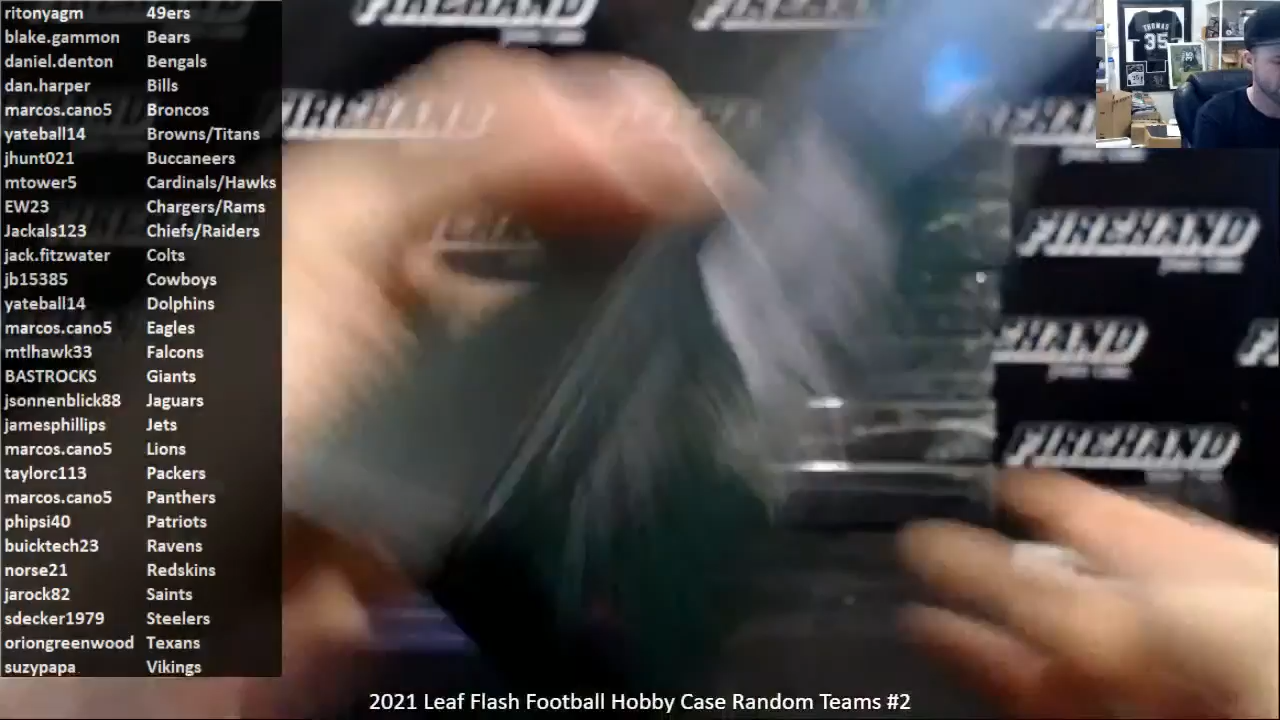 ritonyagm 49ers
blake.gammon Bears
daniel.denton Bengals
dan.harper Bills
marcos.cano5 Broncos
yateball14 Browns/Titans
jhunt021 Buccaneers
mtower5 Cardinals/Hawks
EW23 Chargers/Rams
Jackals123 Chiefs/Raiders
jack.fitzwater Colts
jb15385 Cowboys
yateball14 Dolphins
marcos.cano5 Eagles
mtlhawk33 Falcons
BASTROCKS Giants
jsonnenblick88 Jaguars
jamesphillips Jets
marcos.cano5 Lions
taylorc113 Packers
marcos.cano5 Panthers
phipsi40 Patriots
buicktech23 Ravens
norse21 Redskins
jarock82 Saints
sdecker1979 Steelers
oriongreenwood Texans
suzypapa Vikings
FIREHAND
FIREHAND
FIREHAND
FIREHAND
FIREHAND
THOMAS
35
2021 Leaf Flash Football Hobby Case Random Teams #2